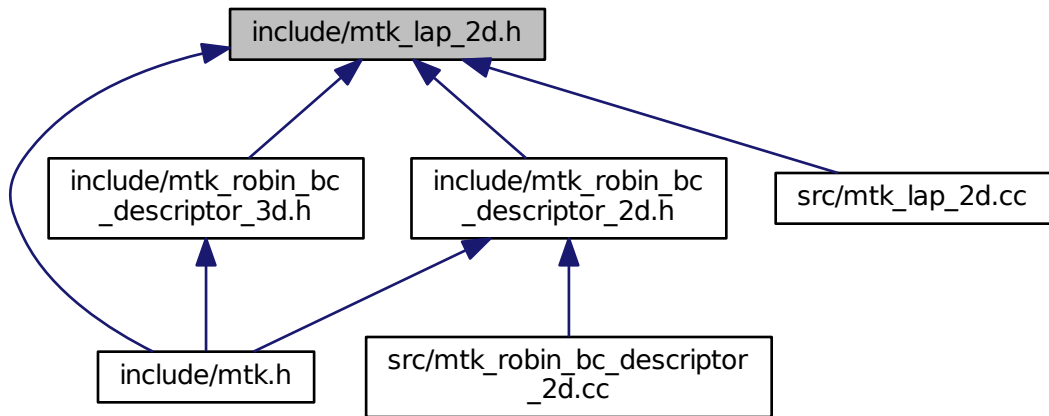 include/mtk_lap_2d.h
include/mtk_robin_bc
_descriptor_3d.h
include/mtk_robin_bc
_descriptor_2d.h
src/mtk_lap_2d.cc
include/mtk.h
src/mtk_robin_bc_descriptor
_2d.cc